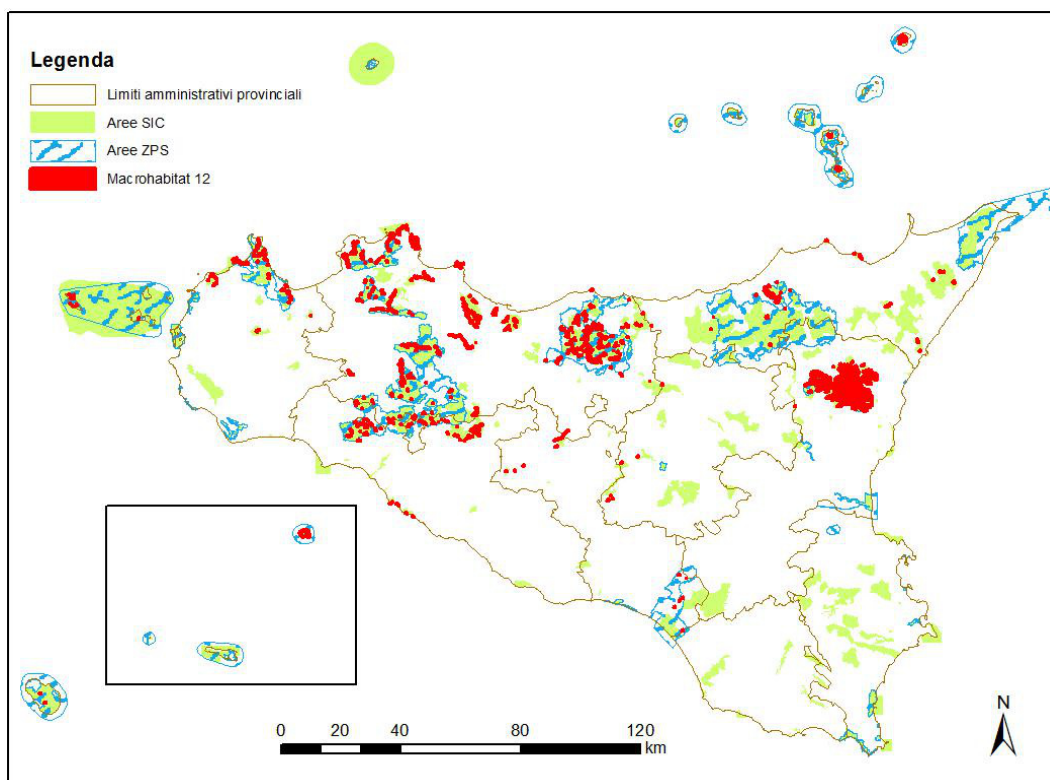 Legenda
Limiti amministrativi provinciali
Aree SIC
Aree ZPS
Macrohabitat 12
N
0 20 40 80 120
km